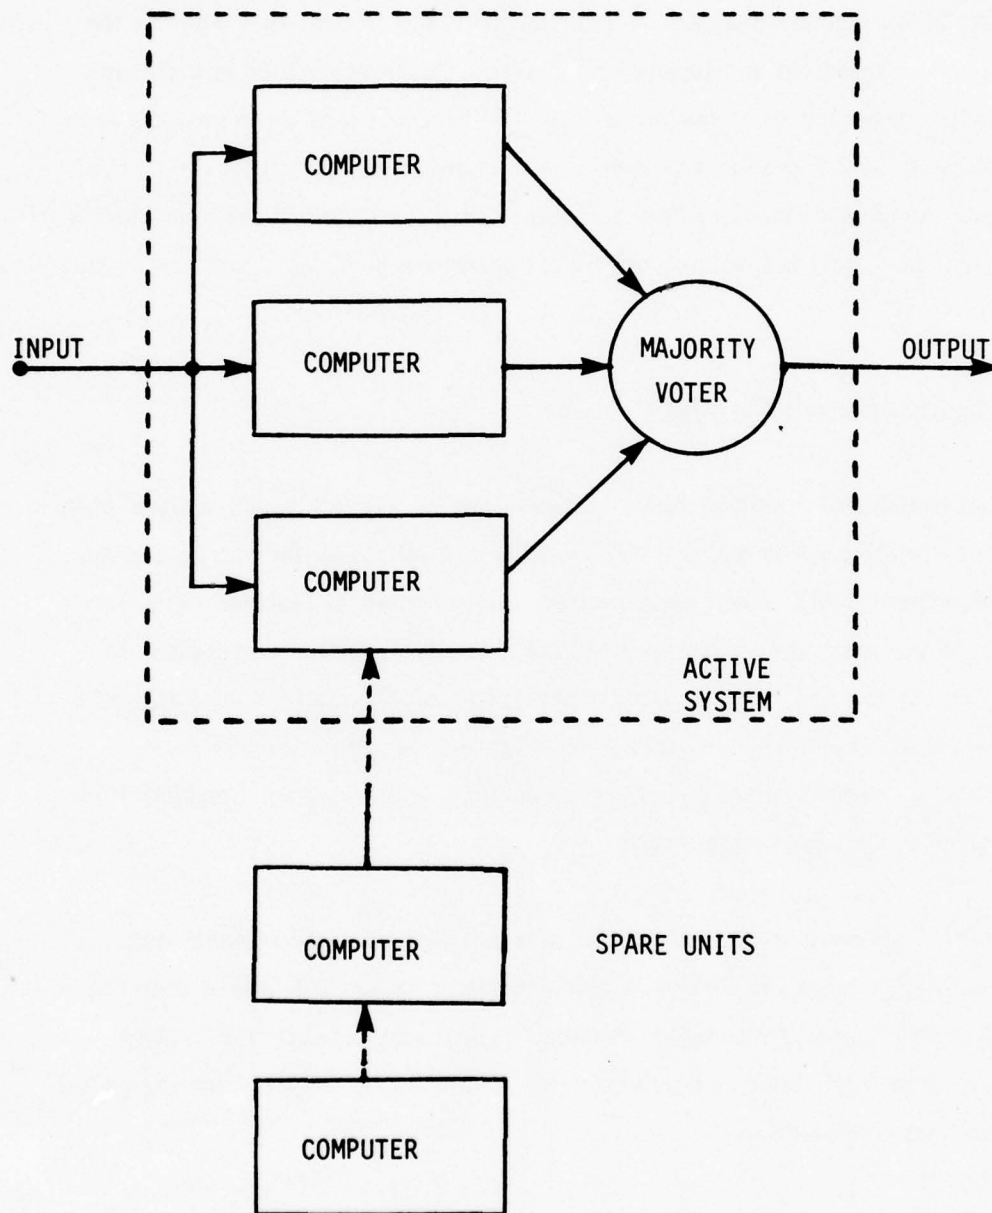 COMPUTER
INPUT
COMPUTER
MAJORITY
VOTER
OUTPUT
COMPUTER
ACTIVE
SYSTEM
COMPUTER
SPARE UNITS
COMPUTER